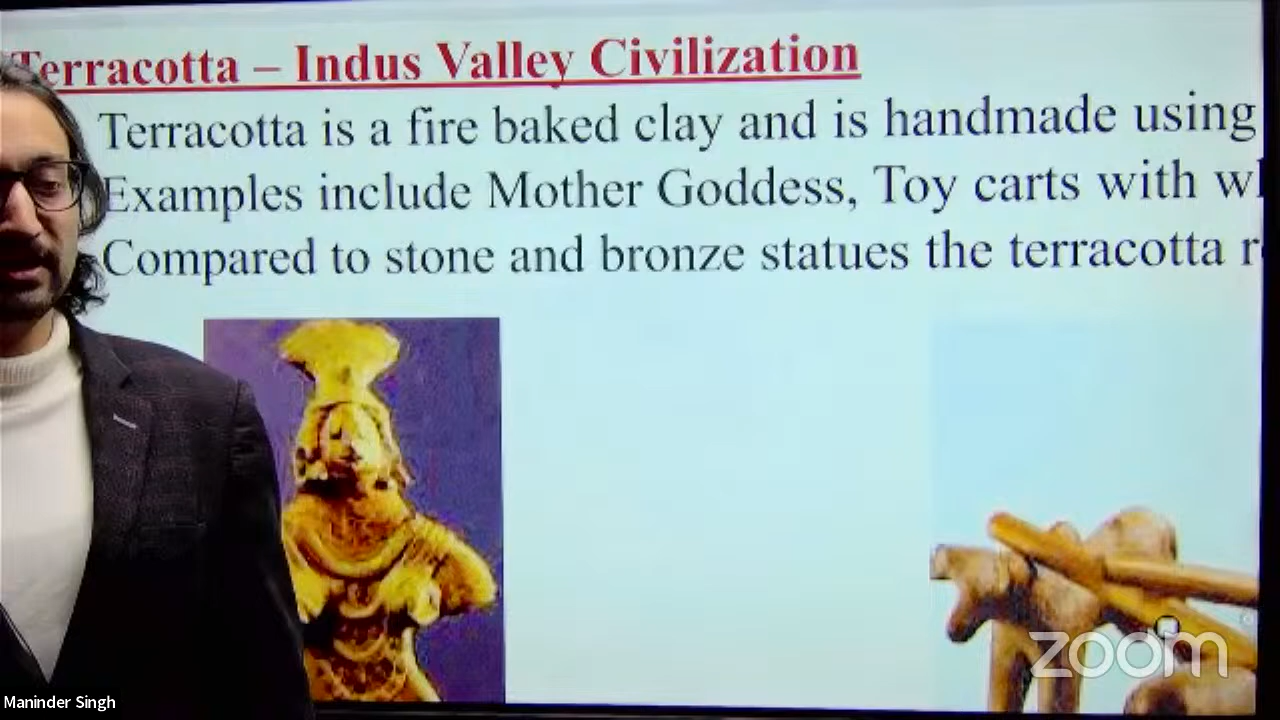 Terracotta – Indus Valley Civilization
Terracotta is a fire baked clay and is handmade using
Examples include Mother Goddess, Toy carts with
Compared to stone and bronze statues the terracotta
zoom
Maninder Singh